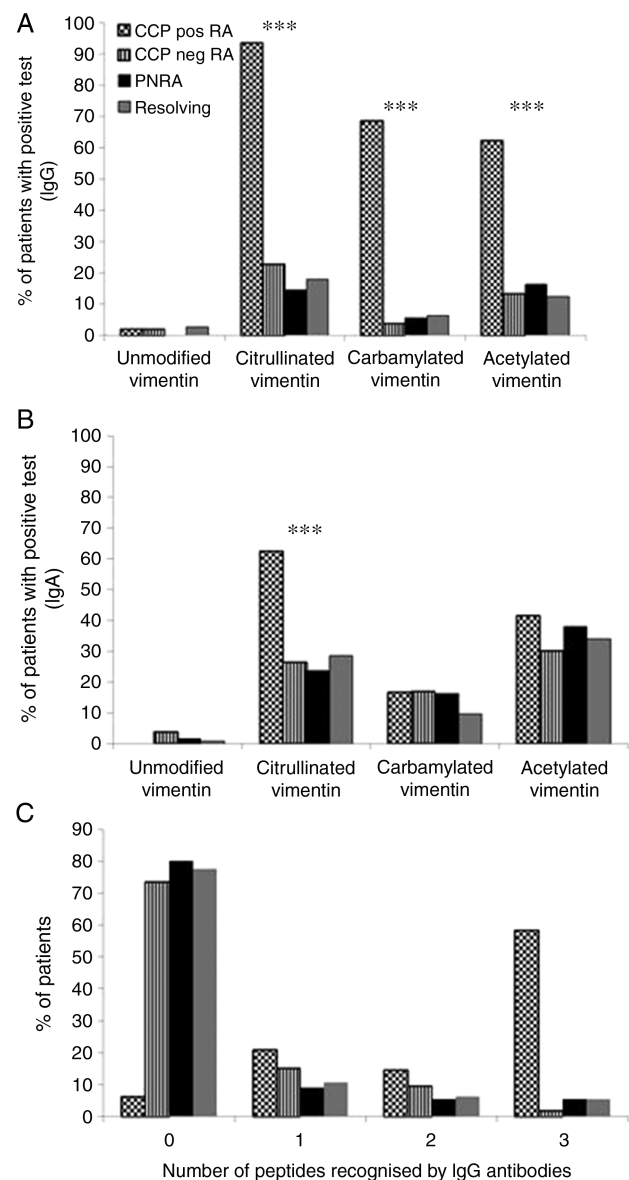 A
% of patients with positive test
(IgG)
100
90
80
70
60
50
40
30
20
10
0
CCP pos RA
CCP neg RA
PNRA
Resolving
***
***
***
Unmodified
vimentin
Citrullinated
vimentin
Carbamylated
vimentin
Acetylated
vimentin
B
% of patients with positive test
(IgA)
100
90
80
70
60
50
40
30
20
10
0
***
Unmodified
vimentin
Citrullinated
vimentin
Carbamylated
vimentin
Acetylated
vimentin
C
% of patients
90
80
70
60
50
40
30
20
10
0
0 1 2 3
Number of peptides recognised by IgG antibodies